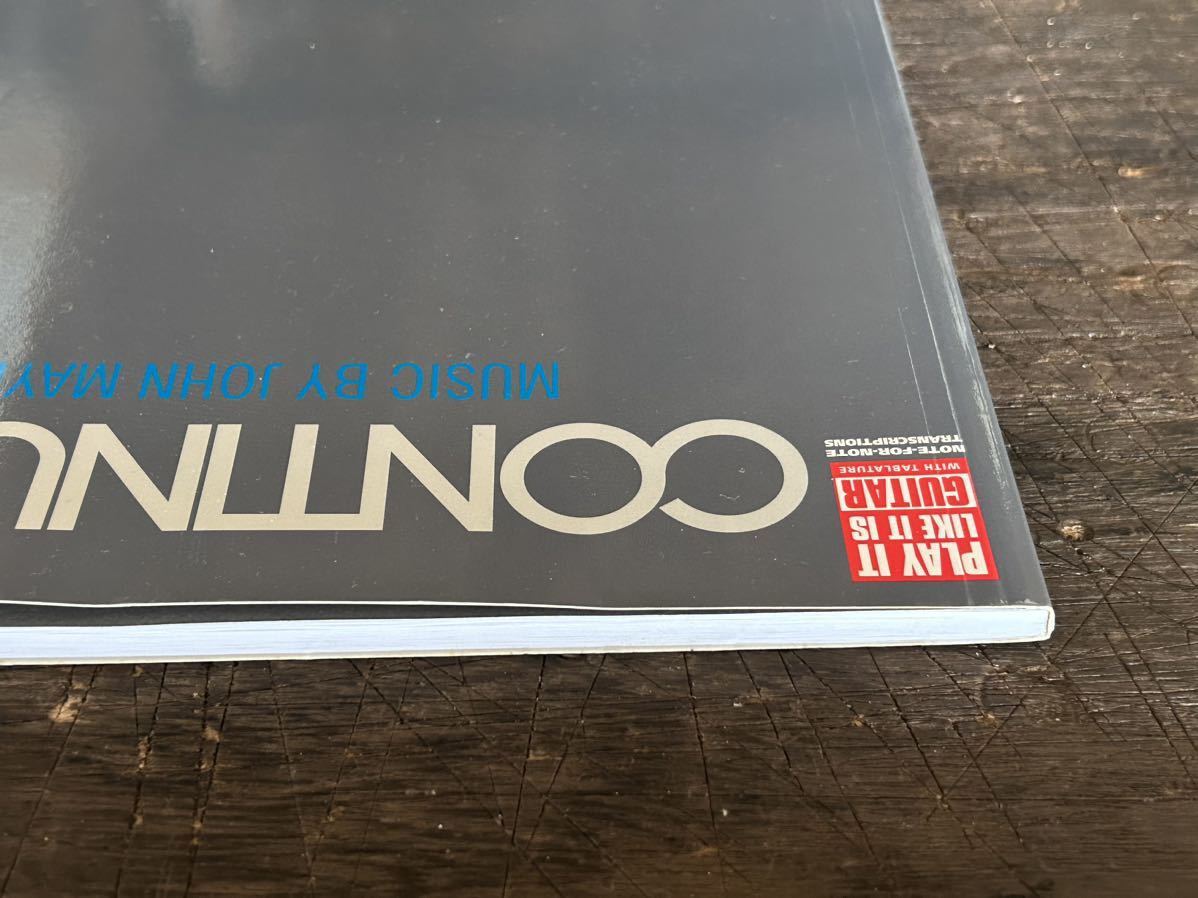 PLAY IT
LIKE IT IS
GUITAR
WITH TABLATURE
NOTE-FOR-NOTE
TRANSCRIPTIONS
CONTINU
MUSIC BY JOHN MAY